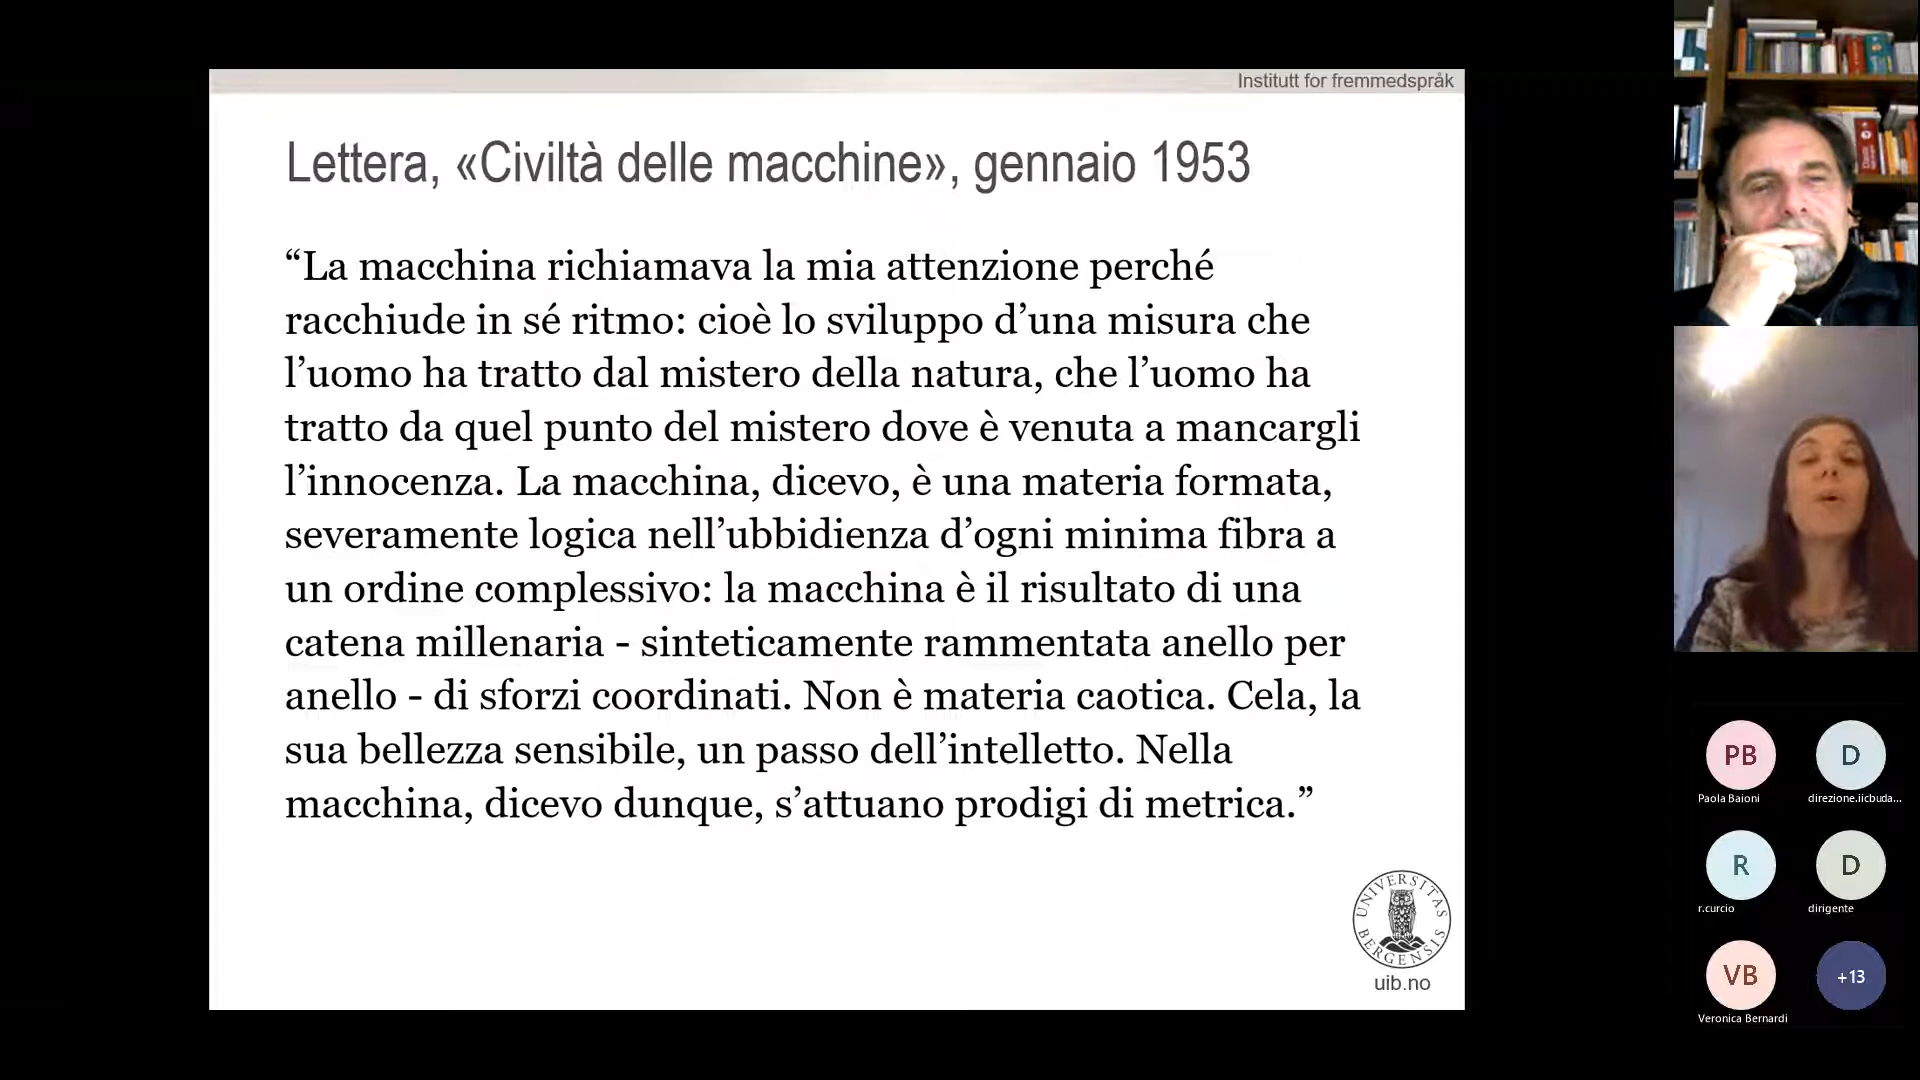 Institutt for fremmedspråk
Lettera, «Civiltà delle macchine», gennaio 1953
“La macchina richiamava la mia attenzione perché
racchiude in sé ritmo: cioè lo sviluppo d’una misura che
l’uomo ha tratto dal mistero della natura, che l’uomo ha
tratto da quel punto del mistero dove è venuta a mancargli
l’innocenza. La macchina, dicevo, è una materia formata,
severamente logica nell’ubbidienza d’ogni minima fibra a
un ordine complessivo: la macchina è il risultato di una
catena millenaria - sinteticamente rammentata anello per
anello - di sforzi coordinati. Non è materia caotica. Cela, la
sua bellezza sensibile, un passo dell’intelletto. Nella
macchina, dicevo dunque, s’attuano prodigi di metrica.”
UNIVERSITAS
BERGENSIS
uib.no
PB
Paola Baioni
D
direzione.iicbuda...
R
r.curcio
D
dirigente
VB
Veronica Bernardi
+13